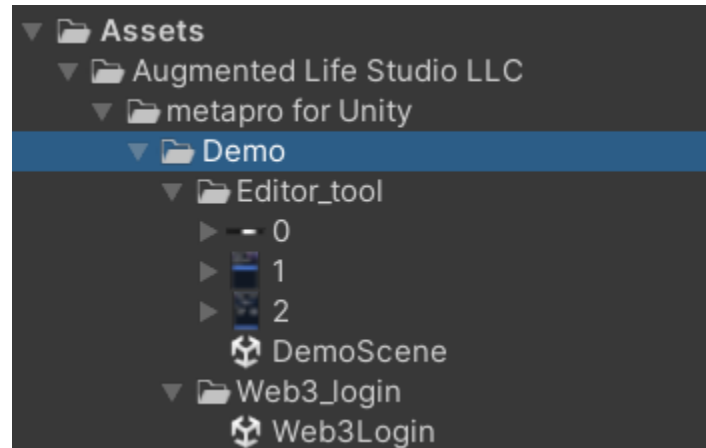 Assets
Augmented Life Studio LLC
metapro for Unity
Demo
Editor_tool
0
1
2
DemoScene
Web3_login
Web3Login